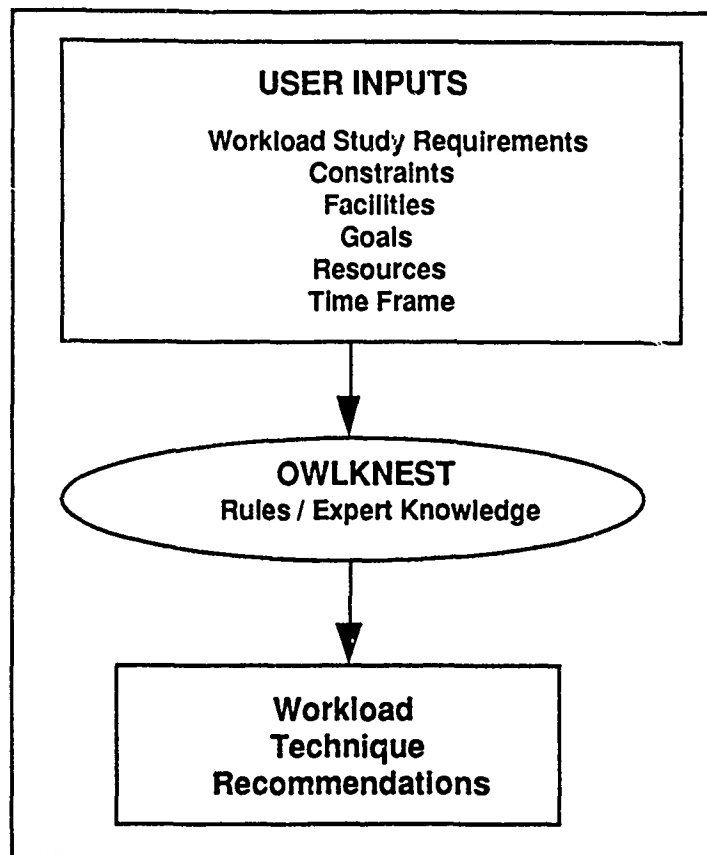 USER INPUTS
Workload Study Requirements
Constraints
Facilities
Goals
Resources
Time Frame
OWLKNEST
Rules / Expert Knowledge
Workload
Technique
Recommendations